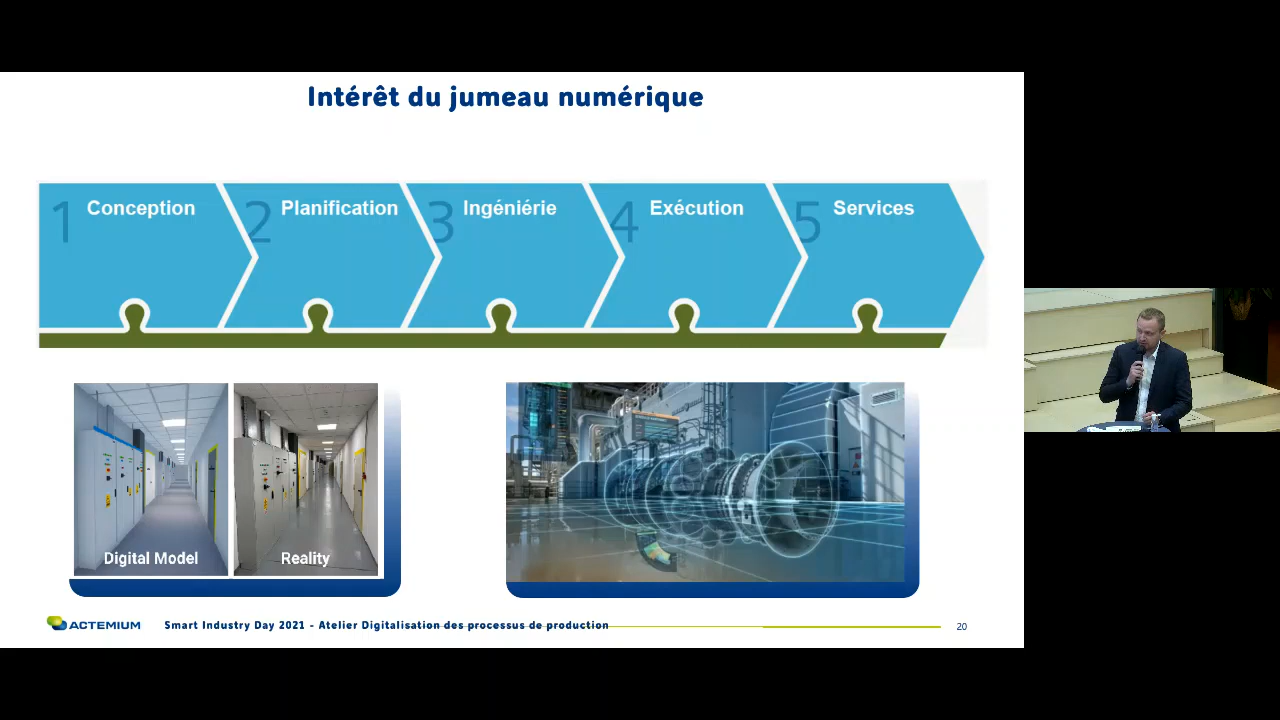 Intérêt du jumeau numérique
1 Conception
2 Planification
3 Ingéniérie
4 Exécution
5 Services
Digital Model
Reality
ACTEMIUM
Smart Industry Day 2021 - Atelier Digitalisation des processus de production
20